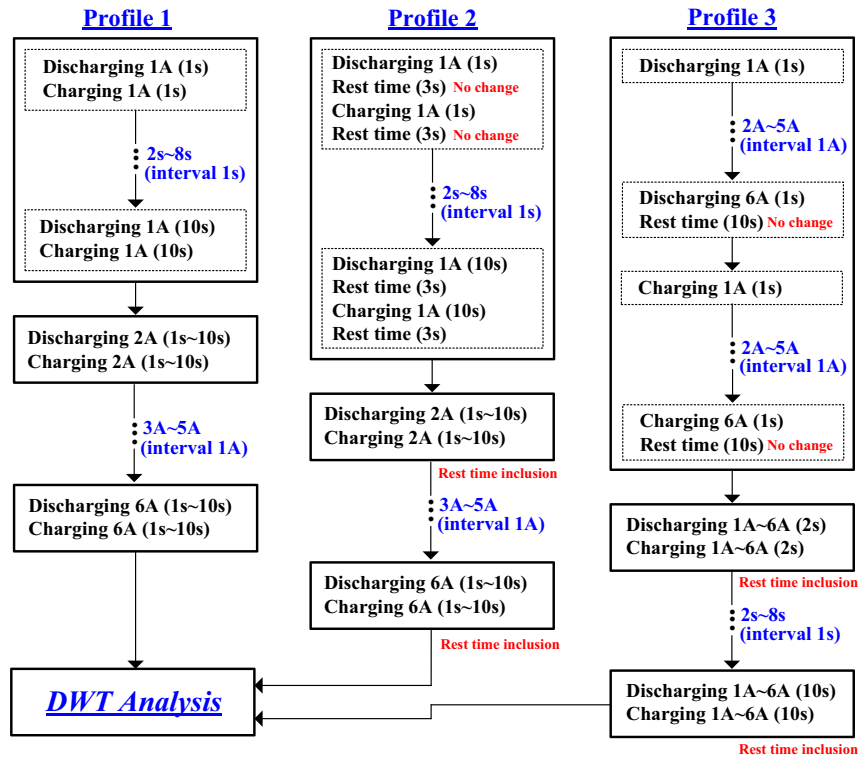 Profile 1
Discharging 1A (1s)
Charging 1A (1s)
2s~8s
(interval 1s)
Discharging 1A (10s)
Charging 1A (10s)
Discharging 2A (1s~10s)
Charging 2A (1s~10s)
3A~5A
(interval 1A)
Discharging 6A (1s~10s)
Charging 6A (1s~10s)
DWT Analysis
Profile 2
Discharging 1A (1s)
Rest time (3s) No change
Charging 1A (1s)
Rest time (3s) No change
2s~8s
(interval 1s)
Discharging 1A (10s)
Rest time (3s)
Charging 1A (10s)
Rest time (3s)
Discharging 2A (1s~10s)
Charging 2A (1s~10s)
Rest time inclusion
3A~5A
(interval 1A)
Discharging 6A (1s~10s)
Charging 6A (1s~10s)
Rest time inclusion
Profile 3
Discharging 1A (1s)
2A~5A
(interval 1A)
Discharging 6A (1s)
Rest time (10s) No change
Charging 1A (1s)
2A~5A
(interval 1A)
Charging 6A (1s)
Rest time (10s) No change
Discharging 1A~6A (2s)
Charging 1A~6A (2s)
Rest time inclusion
2s~8s
(interval 1s)
Discharging 1A~6A (10s)
Charging 1A~6A (10s)
Rest time inclusion